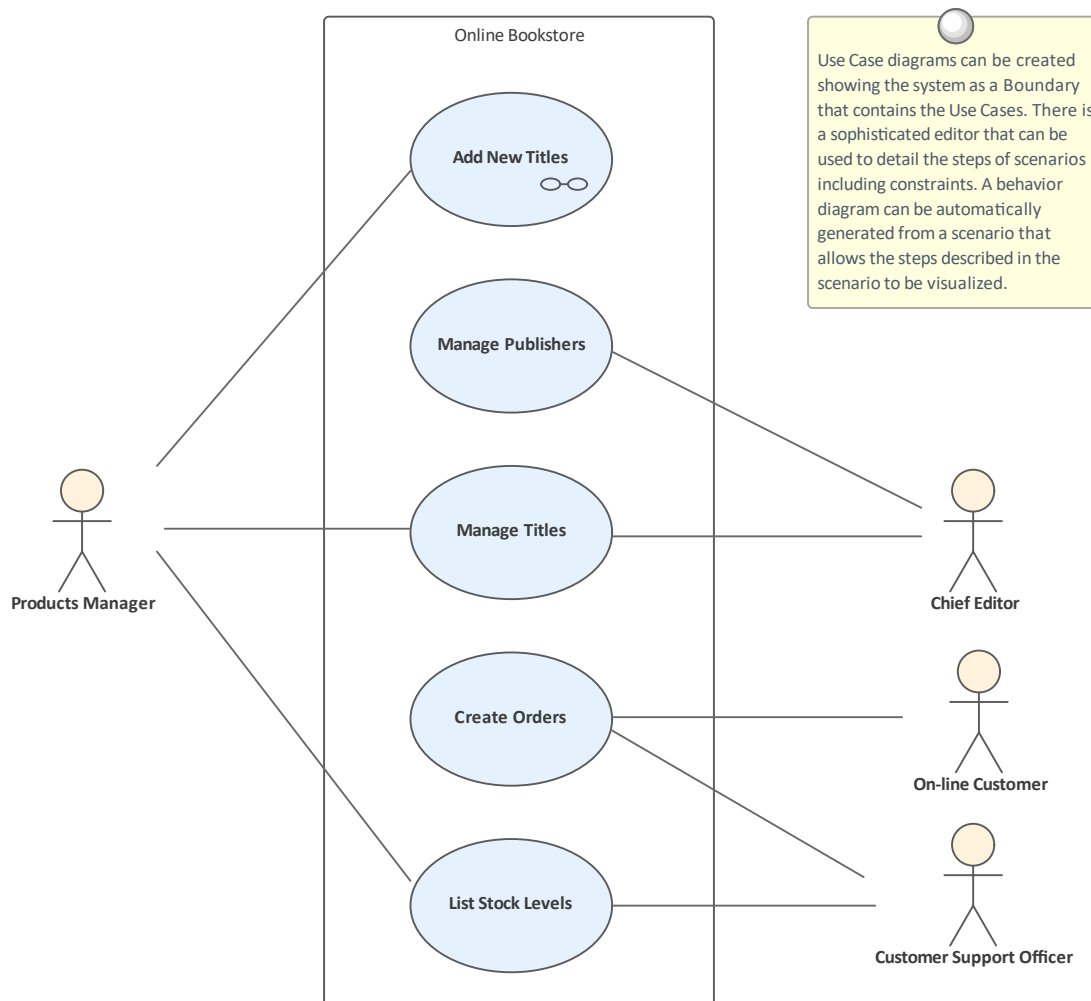 Online Bookstore
Use Case diagrams can be created
showing the system as a Boundary
that contains the Use Cases. There is
a sophisticated editor that can be
used to detail the steps of scenarios
including constraints. A behavior
diagram can be automatically
generated from a scenario that
allows the steps described in the
scenario to be visualized.
Add New Titles
Manage Publishers
Manage Titles
Products Manager
Chief Editor
Create Orders
On-line Customer
List Stock Levels
Customer Support Officer